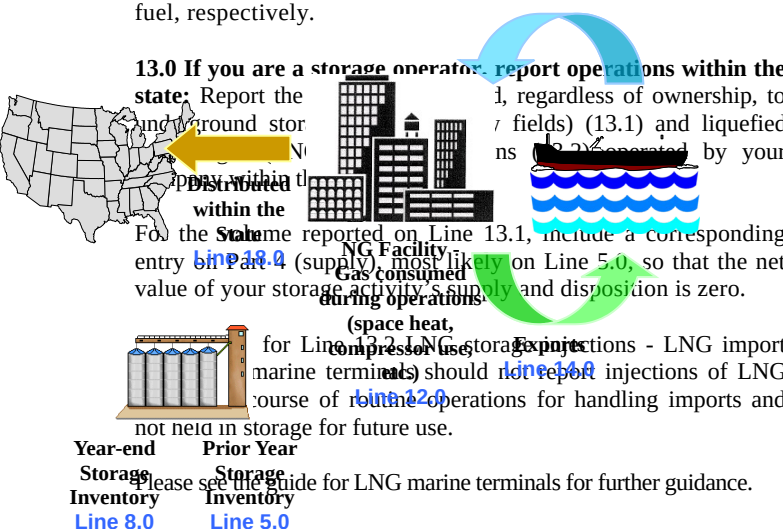 fuel, respectively.
13.0 If you are a storage operator, report operations within the
state: Report the d, regardless of ownership, to
underground stor y fields) (13.1) and liquefied
operated by your
within
For the volume reported on Line 13.1, include a corresponding
entry on Part 4 (supply), most likely on Line 5.0, so that the net
value of your storage activity's supply and disposition is zero.
for Line 13.2 LNG storage injections - LNG import
marine terminals should not report injections of LNG
course of routine operations for handling imports and
not held in storage for future use.
Please see the guide for LNG marine terminals for further guidance.
Distributed
within the
State
Line 18.0
NG Facility -
Gas consumed
during operations
(space heat,
compressor use,
etc.)
Line 12.0
Exports
Line 14.0
Year-end
Storage
Inventory
Line 8.0
Prior Year
Storage
Inventory
Line 5.0